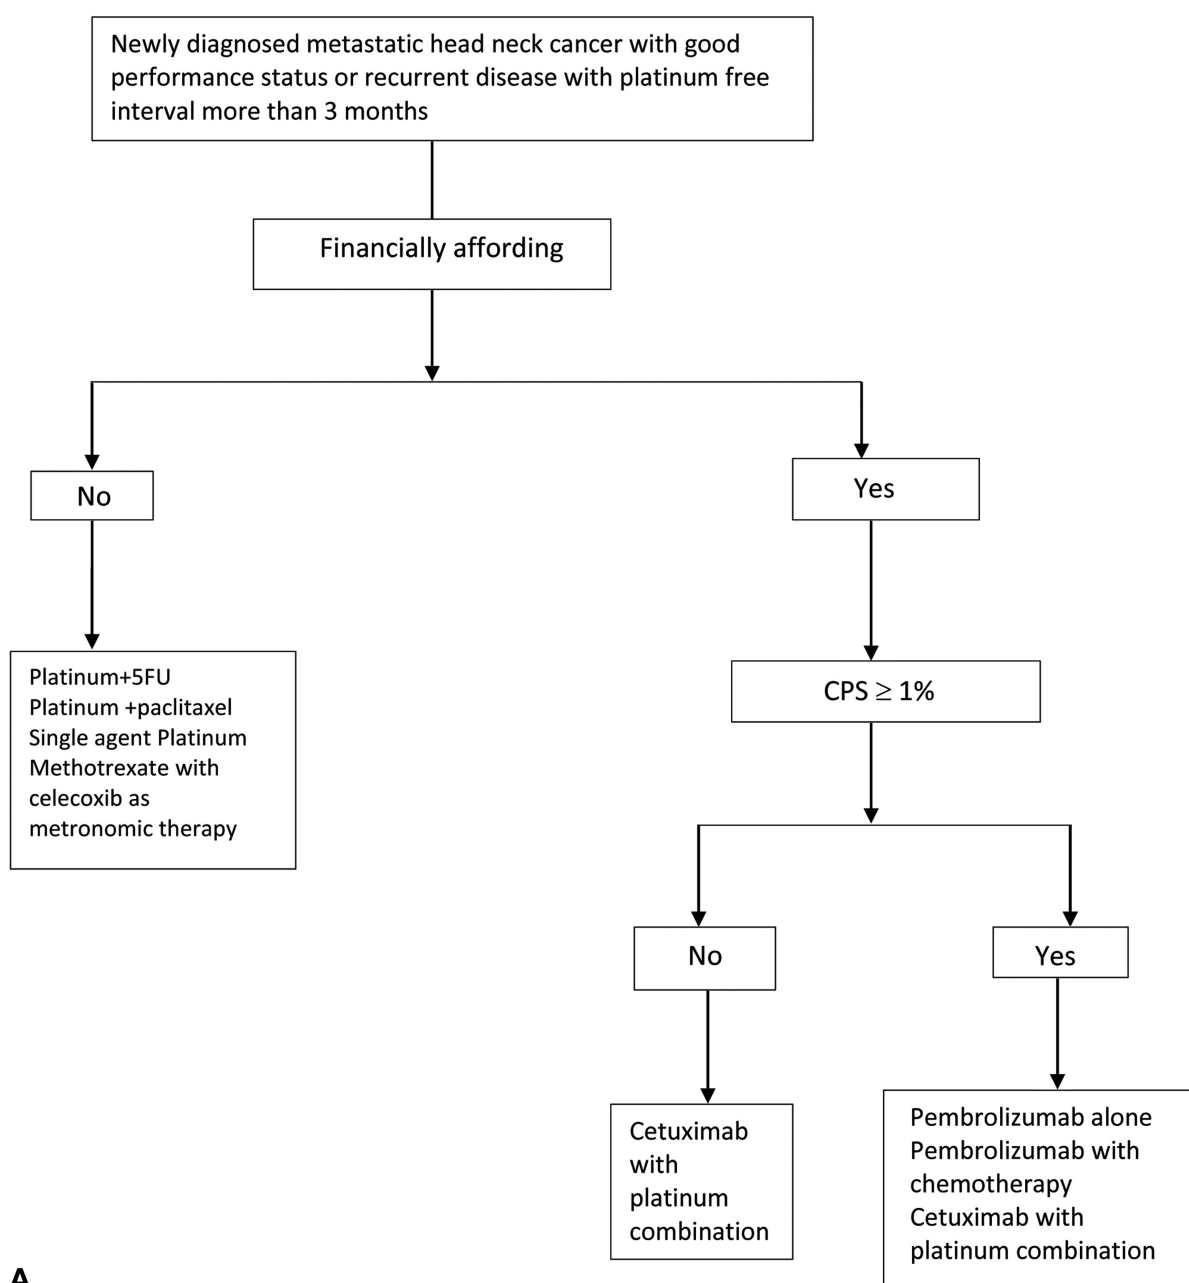 Newly diagnosed metastatic head neck cancer with good
performance status or recurrent disease with platinum free
interval more than 3 months
Financially affording
No
Yes
Platinum+5FU
Platinum +paclitaxel
Single agent Platinum
Methotrexate with
celecoxib as
metronomic therapy
CPS ≥ 1%
No
Yes
Cetuximab
with
platinum
combination
Pembrolizumab alone
Pembrolizumab with
chemotherapy
Cetuximab with
platinum combination
A